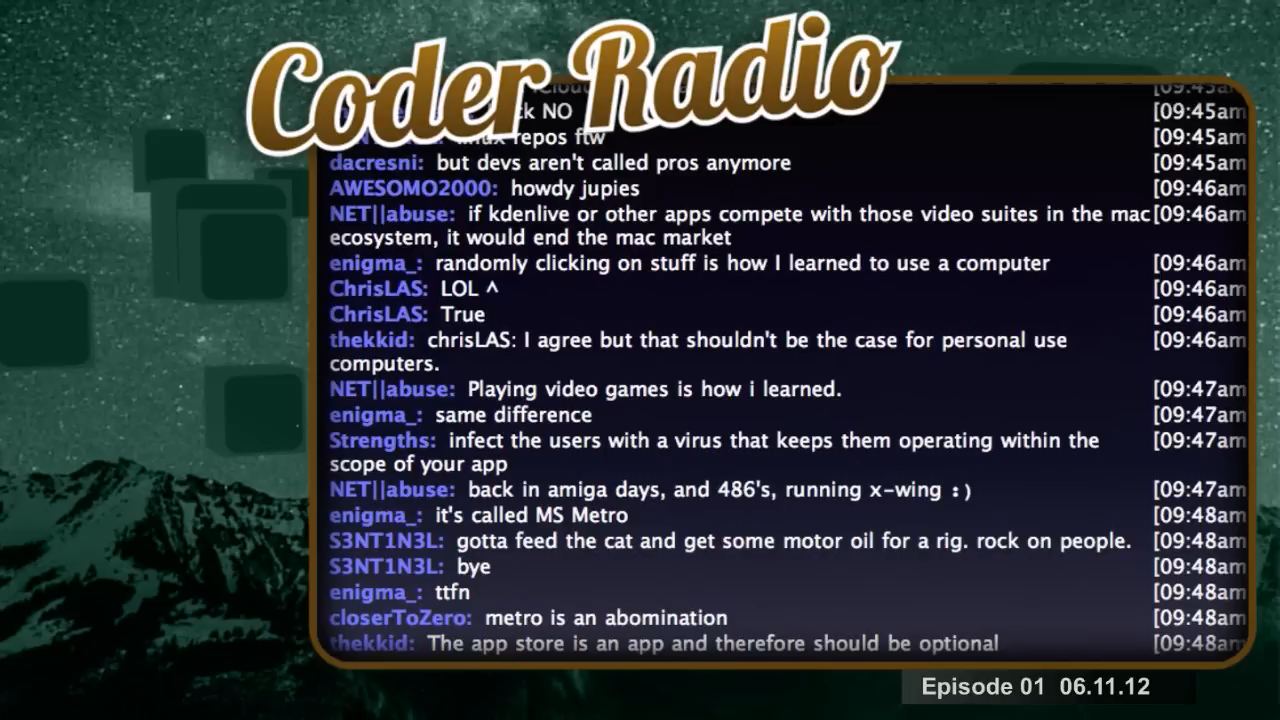 Coder Radio
[09:45am
NO [09:45am
repos ftw [09:45am
dacresni: but devs aren't called pros anymore [09:45am
AWESOMO2000: howdy jupies [09:46am
NET||abuse: if kdenlive or other apps compete with those video suites in the mac [09:46am
ecosystem, it would end the mac market
enigma_: randomly clicking on stuff is how I learned to use a computer [09:46am
ChrisLAS: LOL ^ [09:46am
ChrisLAS: True [09:46am
thekkid: chrisLAS: I agree but that shouldn't be the case for personal use [09:46am
computers.
NET||abuse: Playing video games is how i learned. [09:47am
enigma_: same difference [09:47am
Strengths: infect the users with a virus that keeps them operating within the [09:47am
scope of your app
NET||abuse: back in amiga days, and 486's, running x-wing :) [09:47am
enigma_: it's called MS Metro [09:48am
S3NT1N3L: gotta feed the cat and get some motor oil for a rig. rock on people. [09:48am
S3NT1N3L: bye [09:48am
enigma_: ttfn [09:48am
closerToZero: metro is an abomination [09:48am
thekkid: The app store is an app and therefore should be optional [09:48am
Episode 01 06.11.12